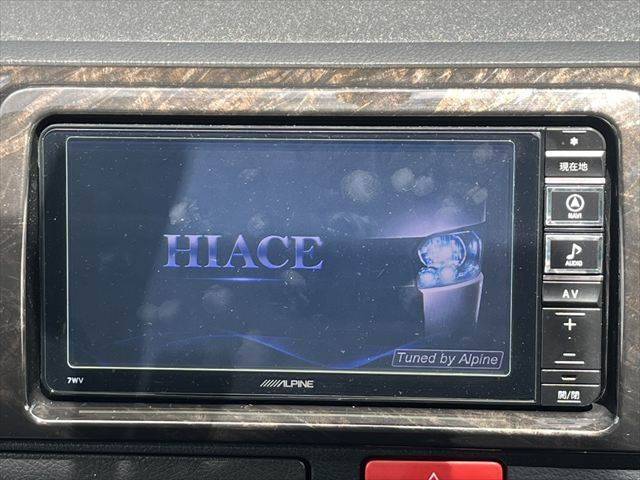 HIACE
Tuned by Alpine
7WV
ALPINE
現在地
NAVI
AUDIO
AV
+
−
開/閉